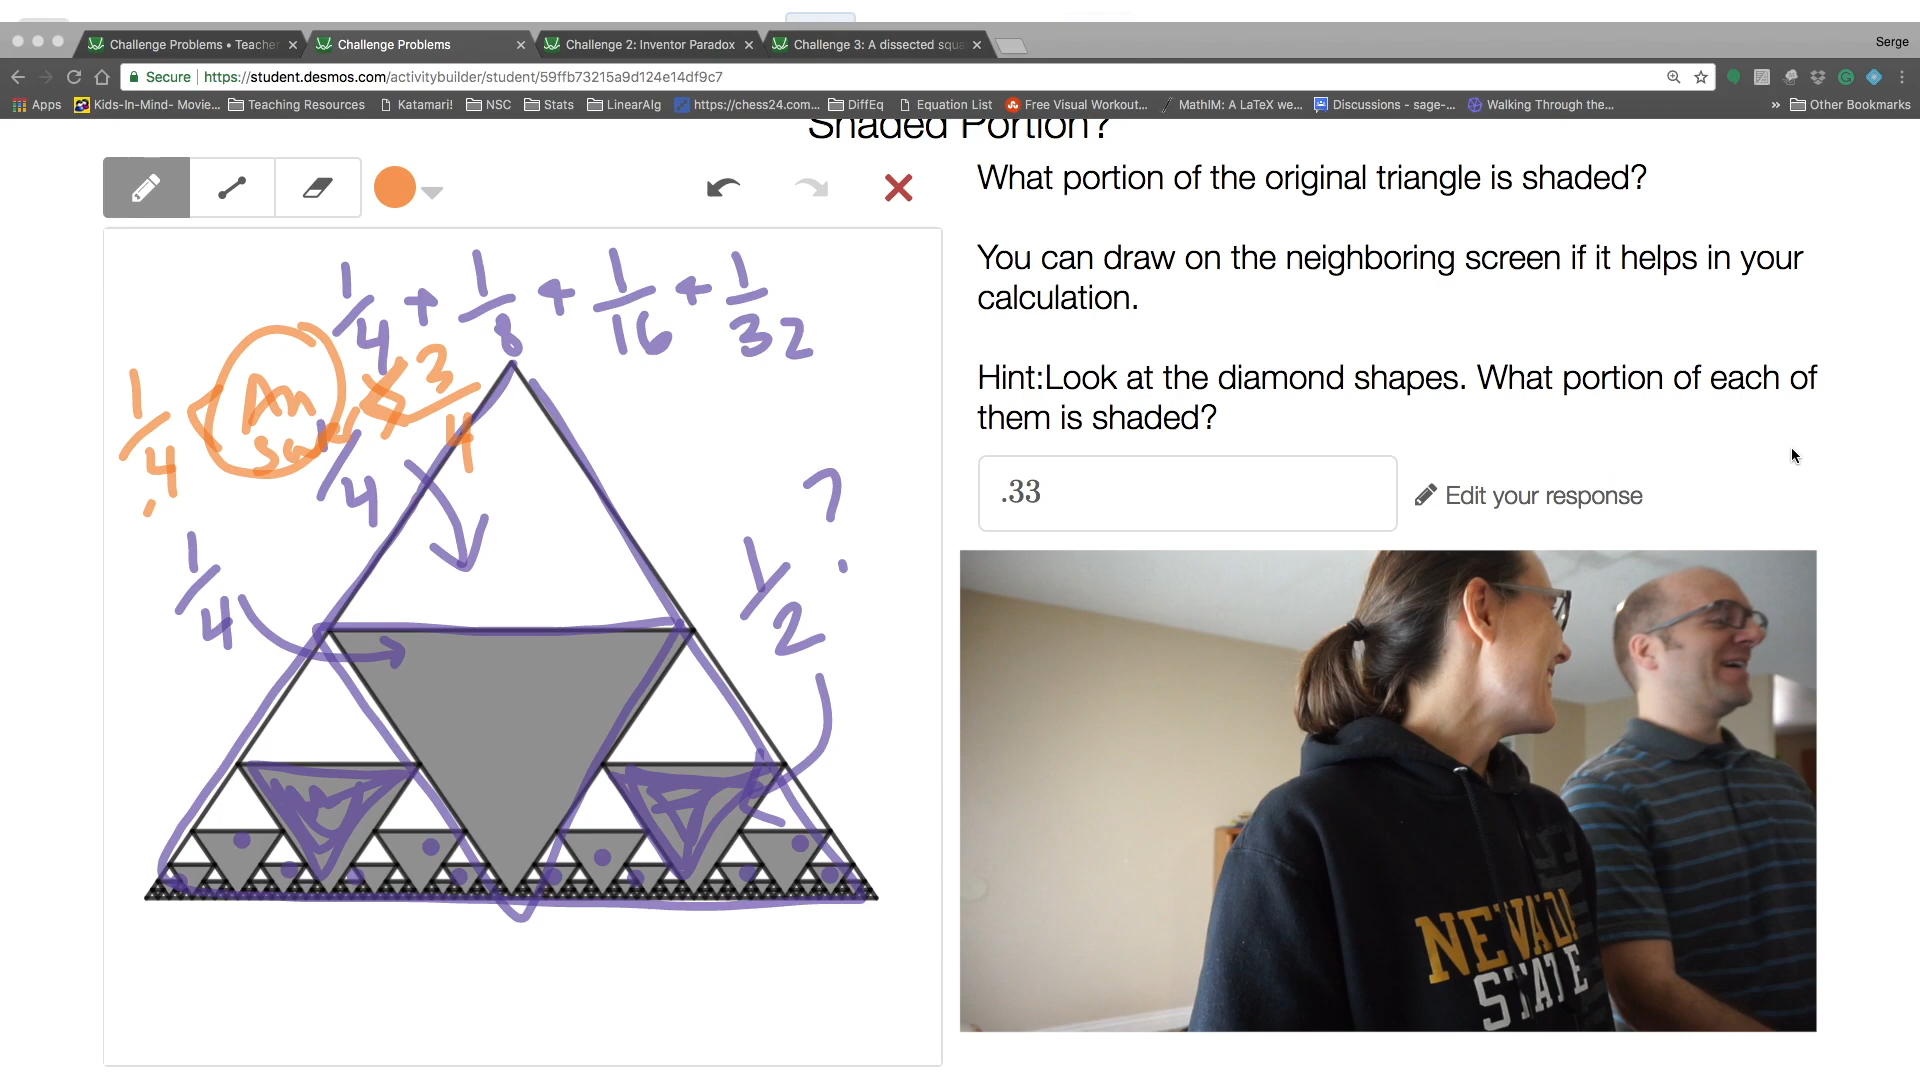 Challenge Problems • Teacher
Challenge Problems
Challenge 2: Inventor Paradox
Challenge 3: A dissected squa
Serge
Secure
https://student.desmos.com/activitybuilder/student/59ffb73215a9d124e14df9c7
Apps
Kids-In-Mind- Movie...
Teaching Resources
Katamari!
NSC
Stats
LinearAlg
https://chess24.com...
DiffEq
Equation List
Free Visual Workout...
MathIM: A LaTeX we...
Discussions - sage-...
Walking Through the...
»
Other Bookmarks
Shaded Portion?
What portion of the original triangle is shaded?
You can draw on the neighboring screen if it helps in your
calculation.
Hint:Look at the diamond shapes. What portion of each of
them is shaded?
.33
Edit your response
1/4 + 1/8 + 1/16 + 1/32
1/4 < An < 3/4
1/4
1/4
?
1/2
NEVADA
STATE